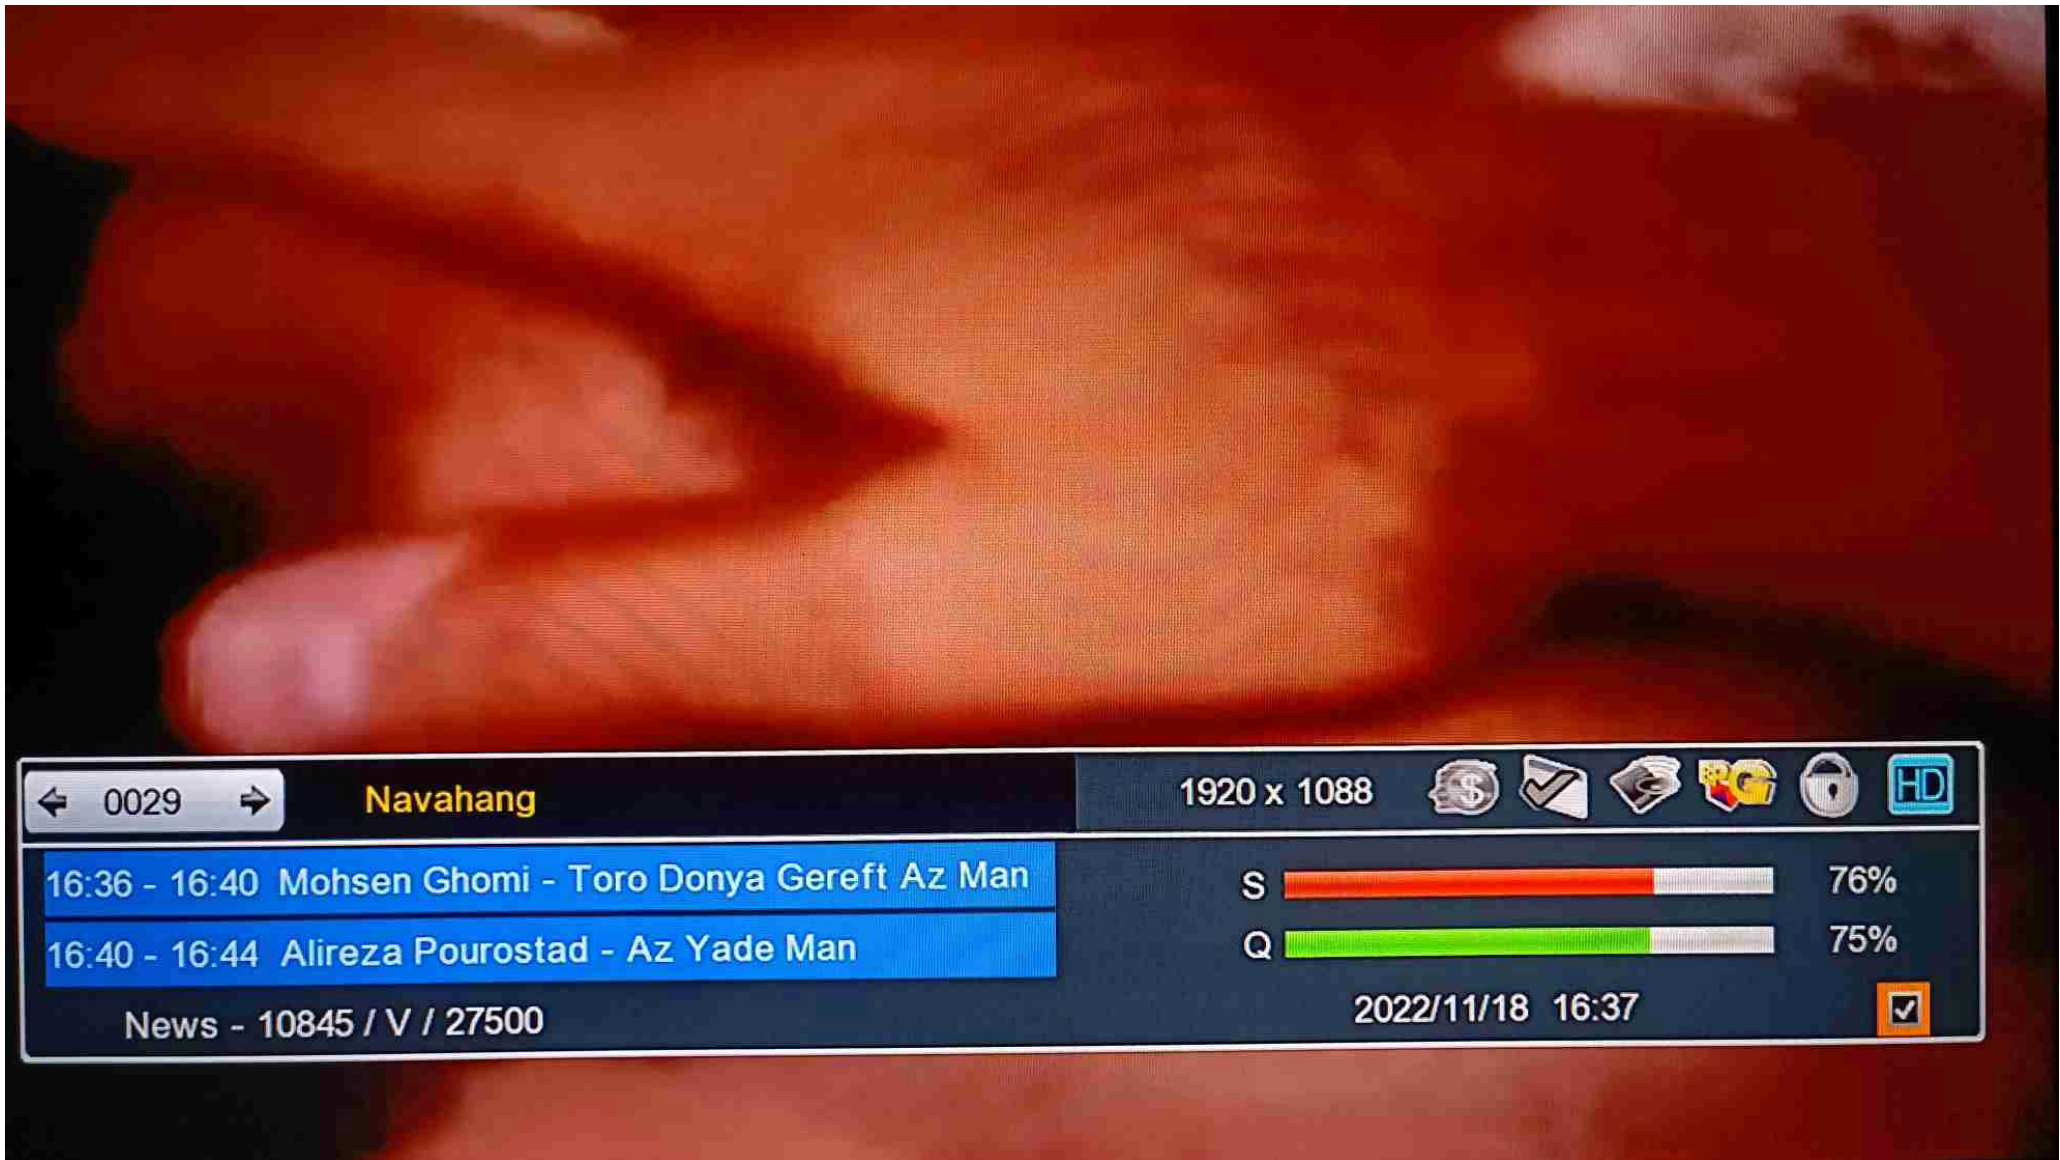 0029 Navahang 1920 x 1088 HD
16:36 - 16:40 Mohsen Ghomi - Toro Donya Gereft Az Man
S 76%
16:40 - 16:44 Alireza Pourostad - Az Yade Man
Q 75%
News - 10845 / V / 27500
2022/11/18 16:37